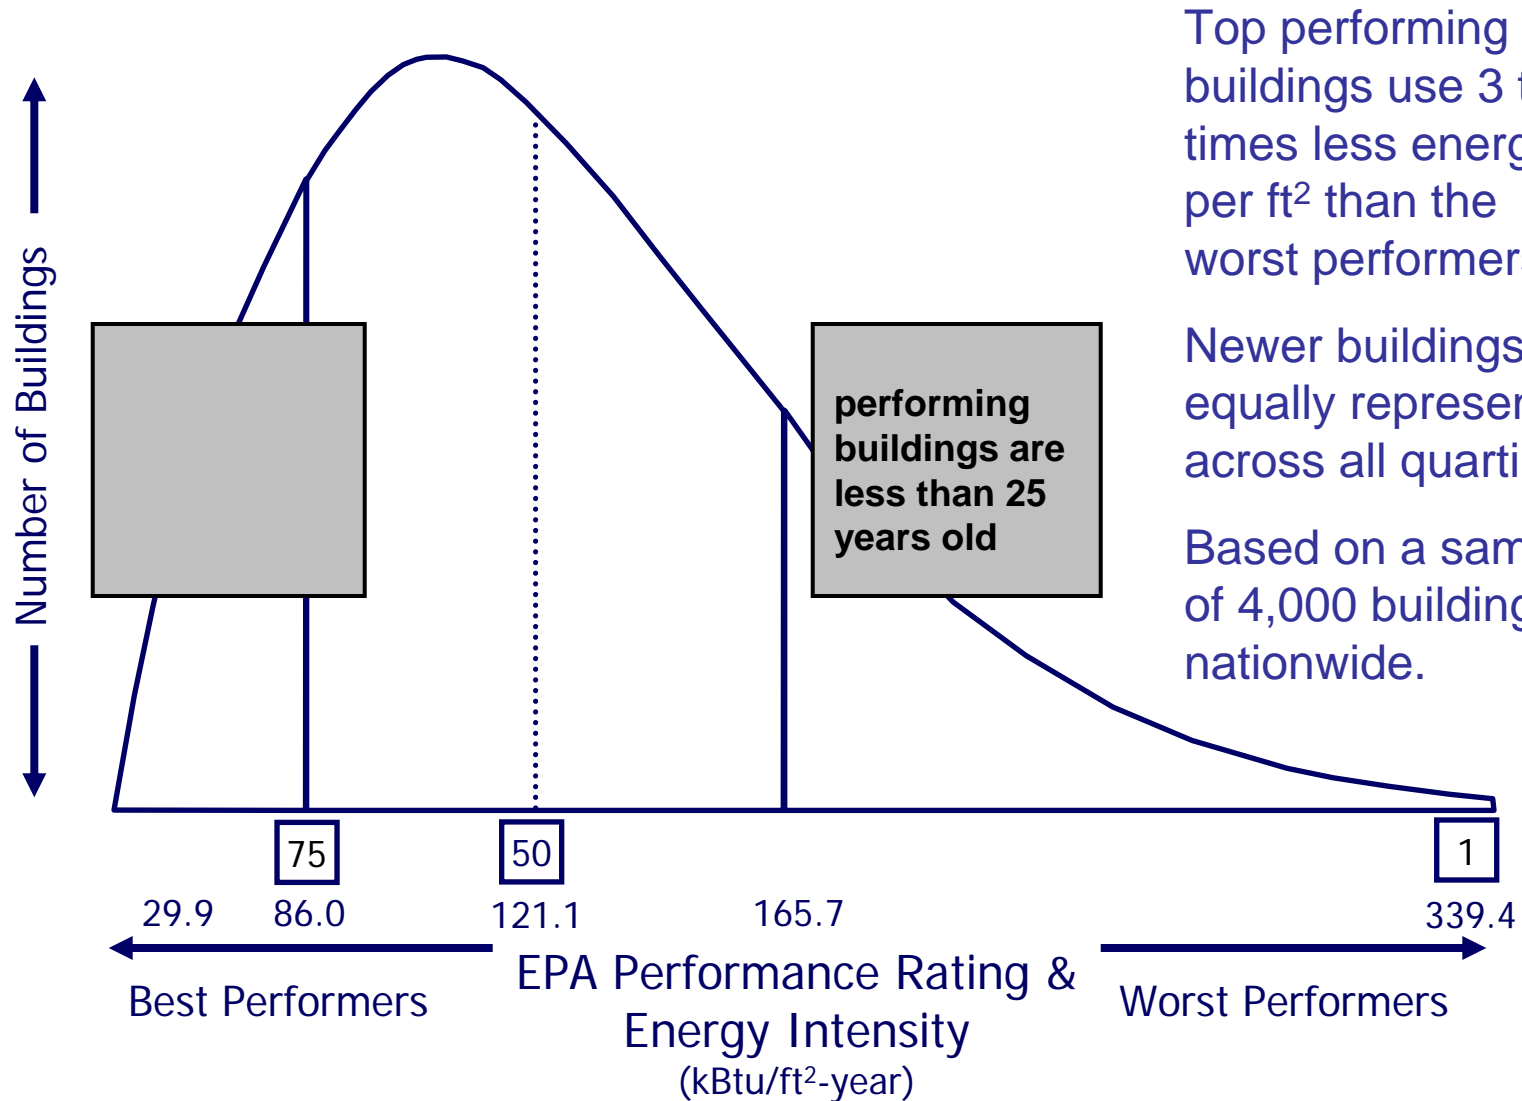 Top performing
buildings use 3 t
times less energ
per ft² than the
worst performers
Newer buildings
equally represen
across all quarti
Based on a sam
of 4,000 building
nationwide.
Number of Buildings
performing
buildings are
less than 25
years old
75
50
1
29.9 86.0 121.1 165.7 339.4
EPA Performance Rating &
Energy Intensity
(kBtu/ft²-year)
Best Performers
Worst Performers